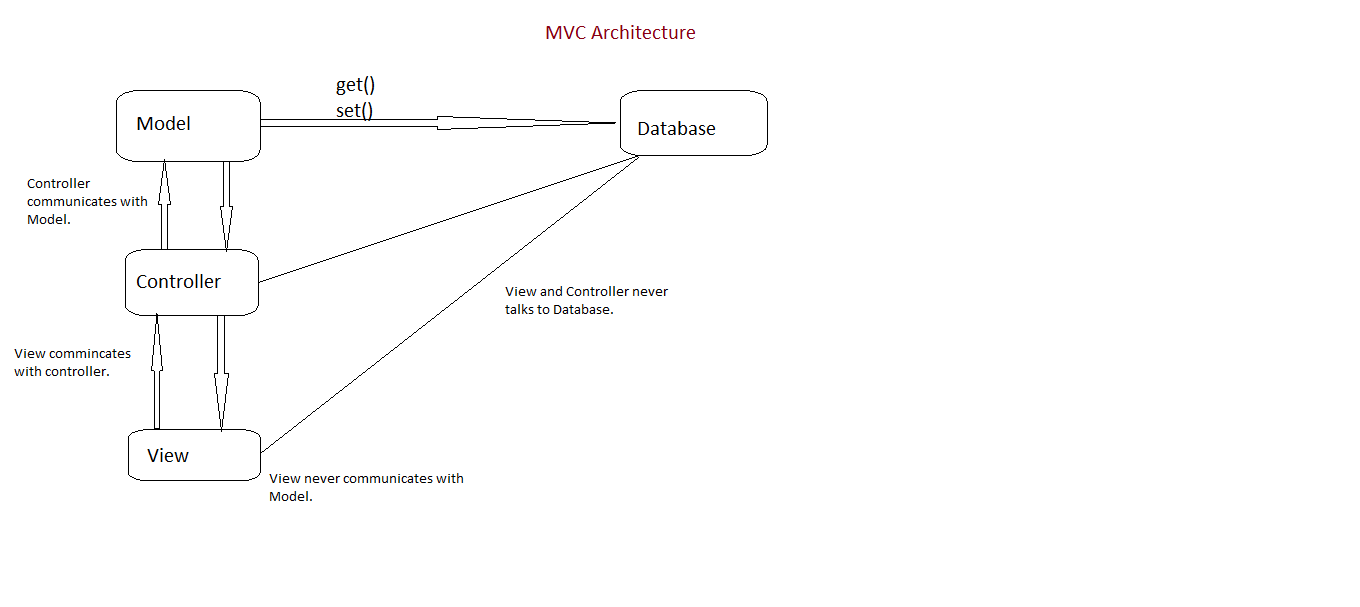 MVC Architecture
get()
set()
Model
Database
Controller
communicates with
Model.
Controller
View and Controller never
talks to Database.
View commincates
with controller.
View
View never communicates with
Model.